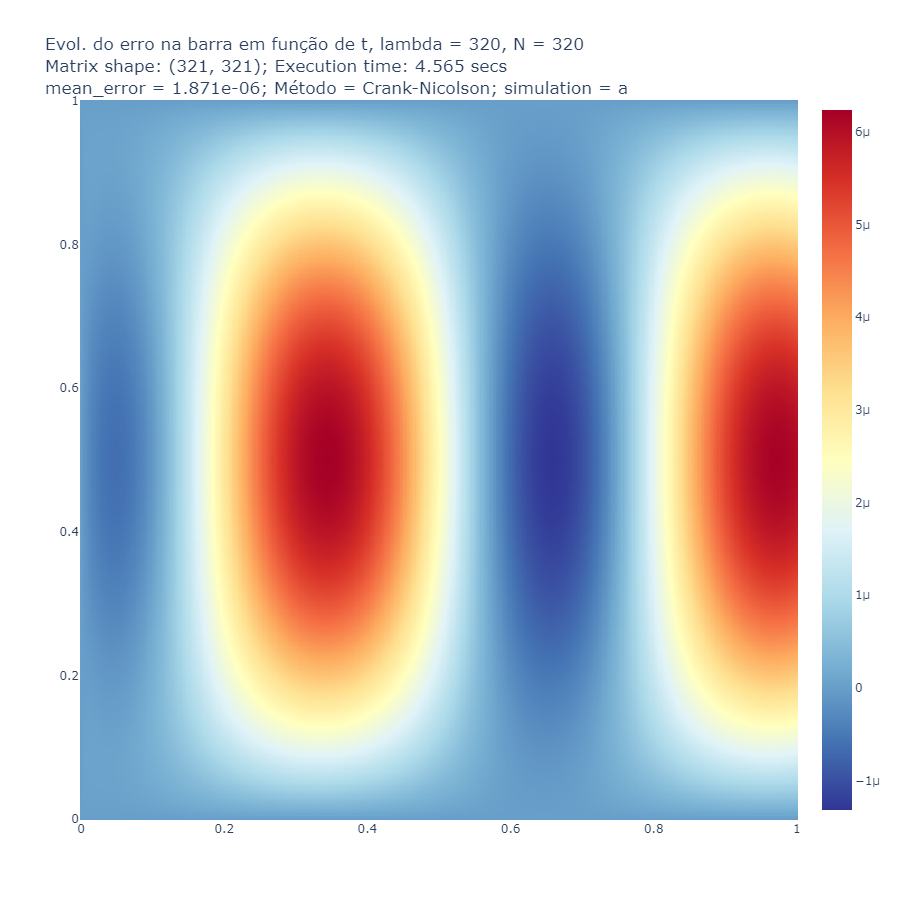 Evol. do erro na barra em função de t, lambda = 320, N = 320
Matrix shape: (321, 321); Execution time: 4.565 secs
mean_error = 1.871e-06; Método = Crank-Nicolson; simulation = a
1
0.8
0.6
0.4
0.2
0
0 0.2 0.4 0.6 0.8 1
6μ
5μ
4μ
3μ
2μ
1μ
0
−1μ